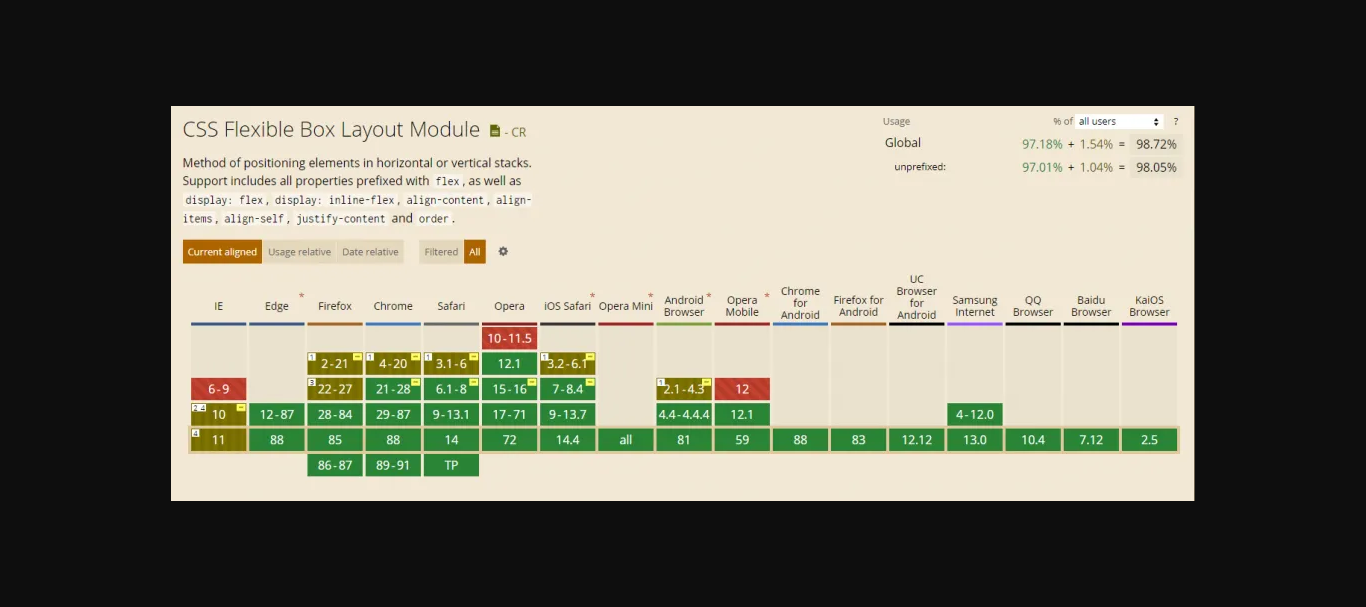 CSS Flexible Box Layout Module - CR
Usage % of all users ?
Global 97.18% + 1.54% = 98.72%
unprefixed: 97.01% + 1.04% = 98.05%
Method of positioning elements in horizontal or vertical stacks.
Support includes all properties prefixed with flex, as well as
display: flex, display: inline-flex, align-content, align-
items, align-self, justify-content and order.
Current aligned Usage relative Date relative Filtered All
IE
Edge *
Firefox
Chrome
Safari
Opera
iOS Safari *
Opera Mini *
Android *
Browser
Opera *
Mobile
Chrome
for
Android
Firefox for
Android
UC
Browser
for
Android
Samsung
Internet
QQ
Browser
Baidu
Browser
KaiOS
Browser
10-11.5
1 2-21 1 4-20 1 3.1-6 12.1 1 3.2-6.1
6-9 3 22-27 21-28 6.1-8 15-16 7-8.4 1 2.1-4.3 12
2 4 10 12-87 28-84 29-87 9-13.1 17-71 9-13.7 4.4-4.4.4 12.1 4-12.0
4 11 88 85 88 14 72 14.4 all 81 59 88 83 12.12 13.0 10.4 7.12 2.5
86-87 89-91 TP